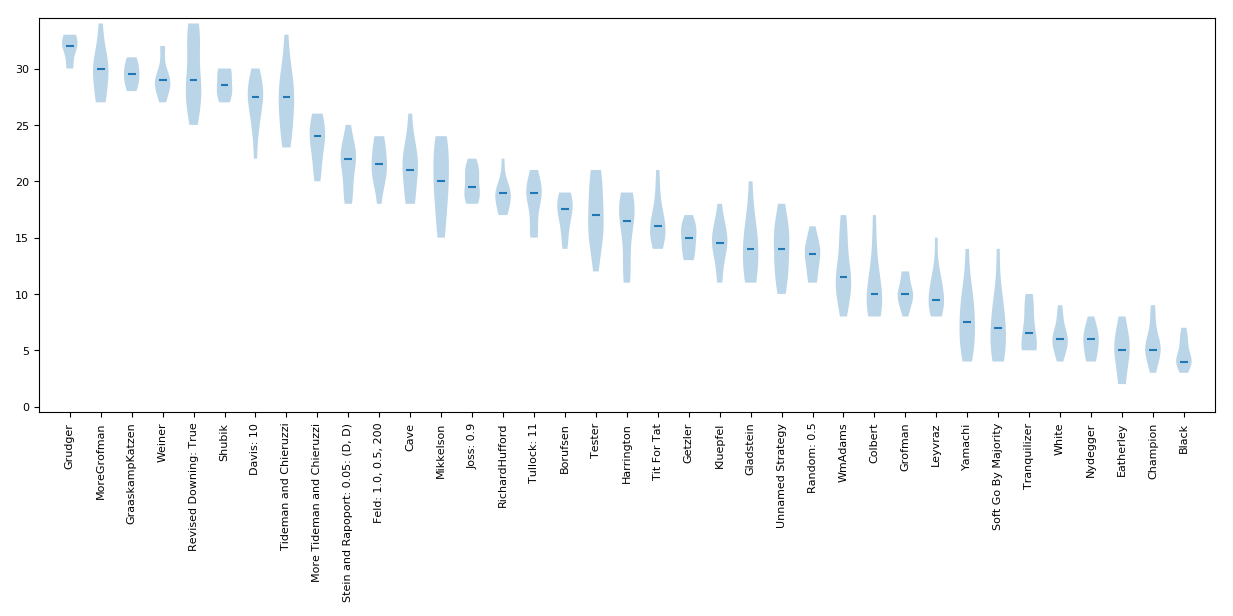 30
25
20
15
10
5
0
Grudger
MoreGrofman
GraaskampKatzen
Weiner
Revised Downing: True
Shubik
Davis: 10
Tideman and Chieruzzi
More Tideman and Chieruzzi
Stein and Rapoport: 0.05: (D, D)
Feld: 1.0, 0.5, 200
Cave
Mikkelson
Joss: 0.9
RichardHufford
Tullock: 11
Borufsen
Tester
Harrington
Tit For Tat
Getzler
Kluepfel
Gladstein
Unnamed Strategy
Random: 0.5
WmAdams
Colbert
Grofman
Leyvraz
Yamachi
Soft Go By Majority
Tranquilizer
White
Nydegger
Eatherley
Champion
Black